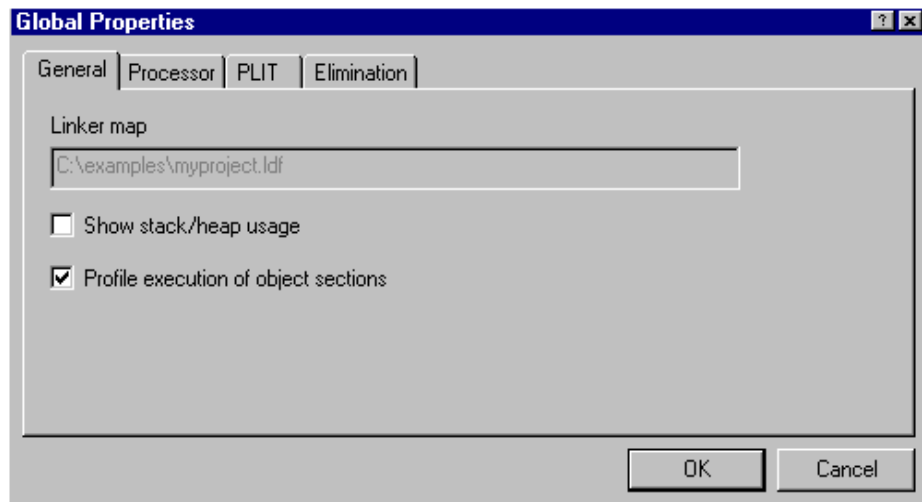 Global Properties
General Processor PLIT Elimination
Linker map
C:\examples\myproject.ldf
Show stack/heap usage
Profile execution of object sections
OK Cancel